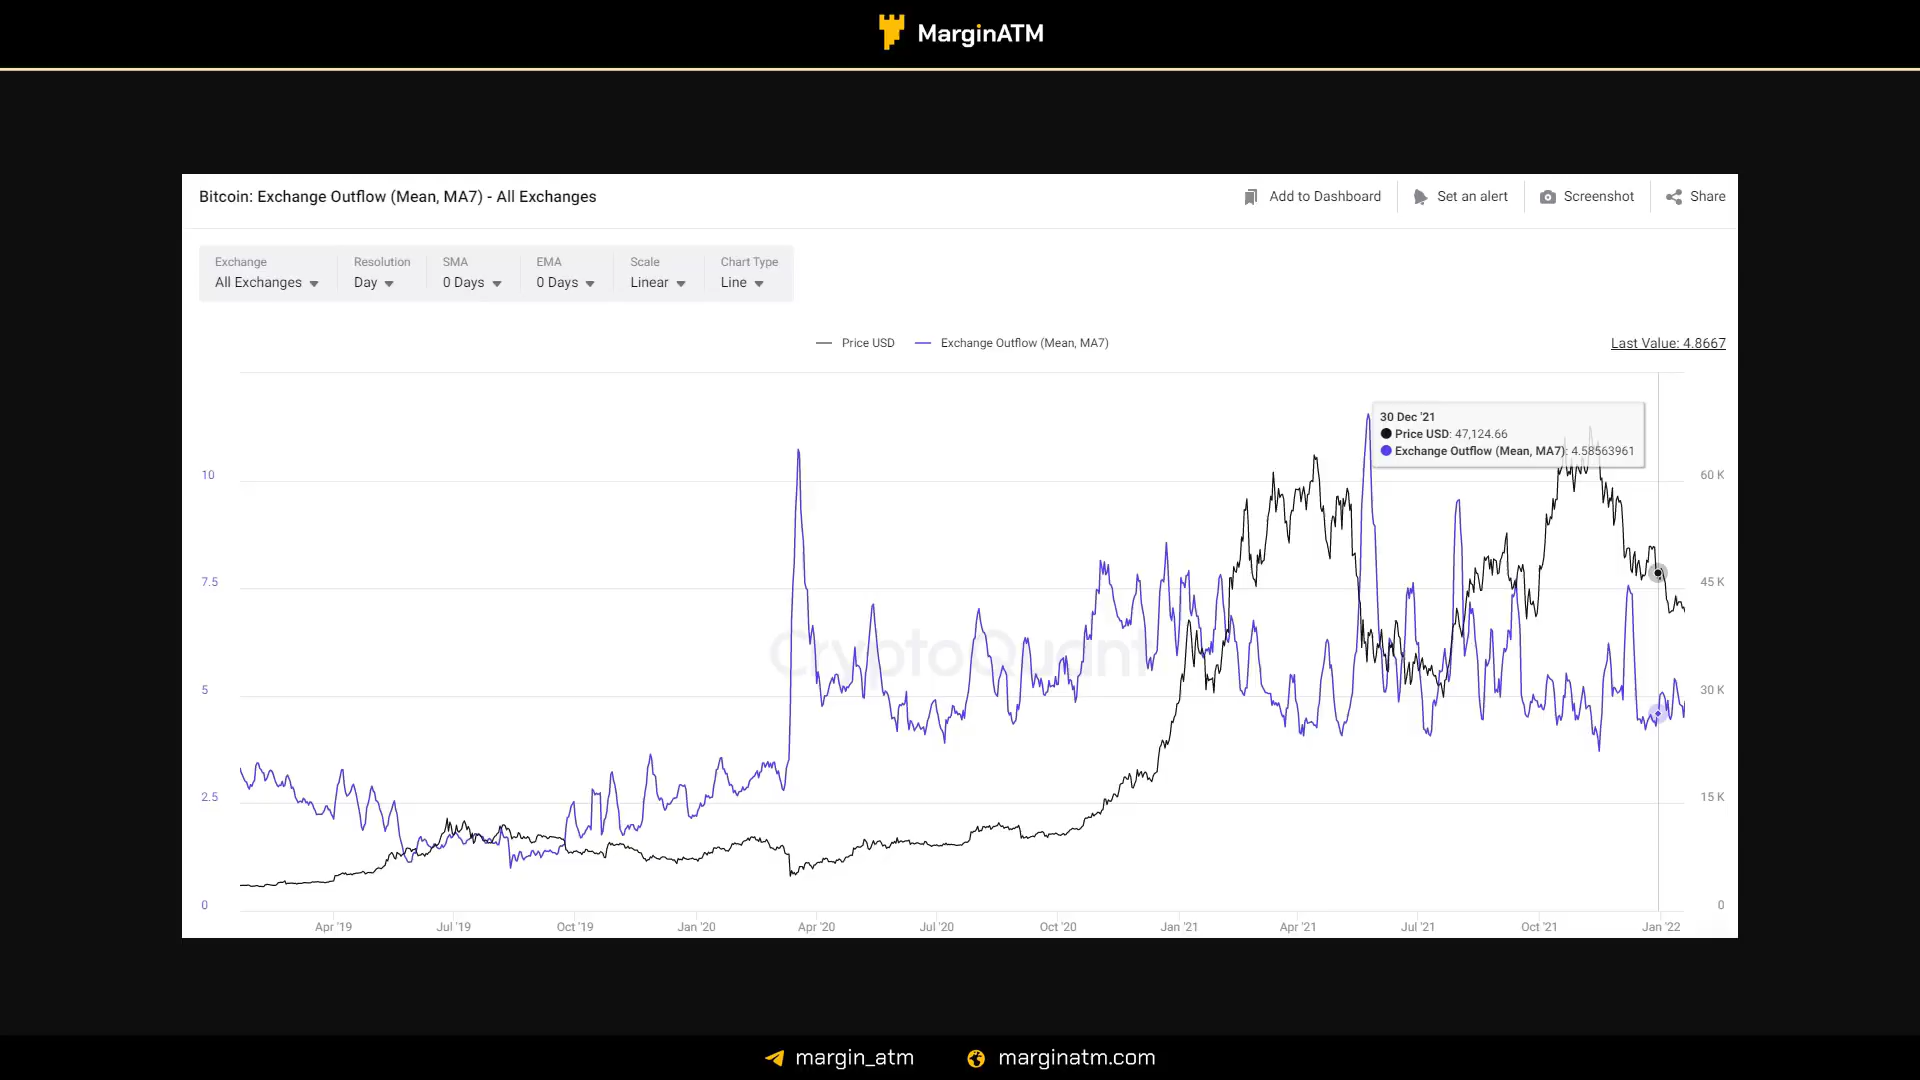 MarginATM
Bitcoin: Exchange Outflow (Mean, MA7) - All Exchanges
Add to Dashboard
Set an alert
Screenshot
Share
Exchange
All Exchanges
Resolution
Day
SMA
0 Days
EMA
0 Days
Scale
Linear
Chart Type
Line
Price USD
Exchange Outflow (Mean, MA7)
Last Value: 4.8667
30 Dec '21
Price USD: 47,124.66
Exchange Outflow (Mean, MA7): 4.58563961
10
7.5
5
2.5
0
60 K
45 K
30 K
15 K
0
CryptoQuant
Apr '19
Jul '19
Oct '19
Jan '20
Apr '20
Jul '20
Oct '20
Jan '21
Apr '21
Jul '21
Oct '21
Jan '22
margin_atm
marginatm.com